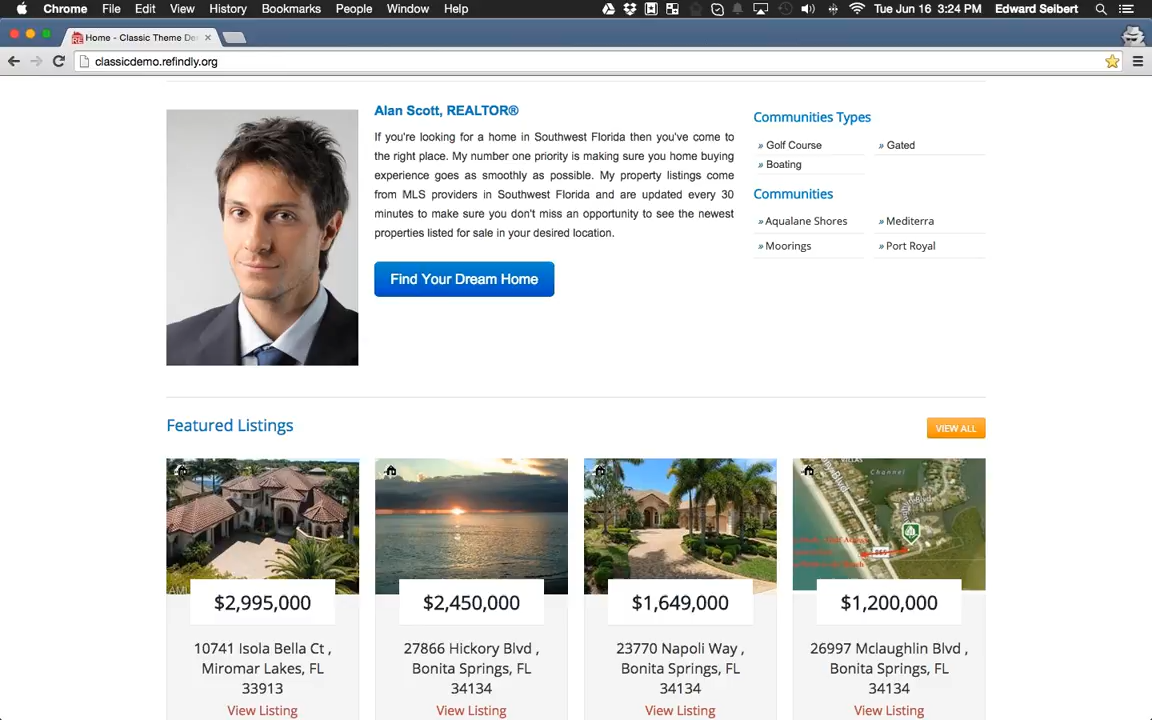 Chrome File Edit View History Bookmarks People Window Help Tue Jun 16 3:24 PM Edward Seibert
Home - Classic Theme De
classicdemo.refindly.org
Alan Scott, REALTOR®
If you're looking for a home in Southwest Florida then you've come to
the right place. My number one priority is making sure you home buying
experience goes as smoothly as possible. My property listings come
from MLS providers in Southwest Florida and are updated every 30
minutes to make sure you don't miss an opportunity to see the newest
properties listed for sale in your desired location.
Find Your Dream Home
Communities Types
» Golf Course
» Gated
» Boating
Communities
» Aqualane Shores
» Mediterra
» Moorings
» Port Royal
Featured Listings
VIEW ALL
Channel
$2,995,000
10741 Isola Bella Ct ,
Miromar Lakes, FL
33913
View Listing
$2,450,000
27866 Hickory Blvd ,
Bonita Springs, FL
34134
View Listing
$1,649,000
23770 Napoli Way ,
Bonita Springs, FL
34134
View Listing
$1,200,000
26997 Mclaughlin Blvd ,
Bonita Springs, FL
34134
View Listing